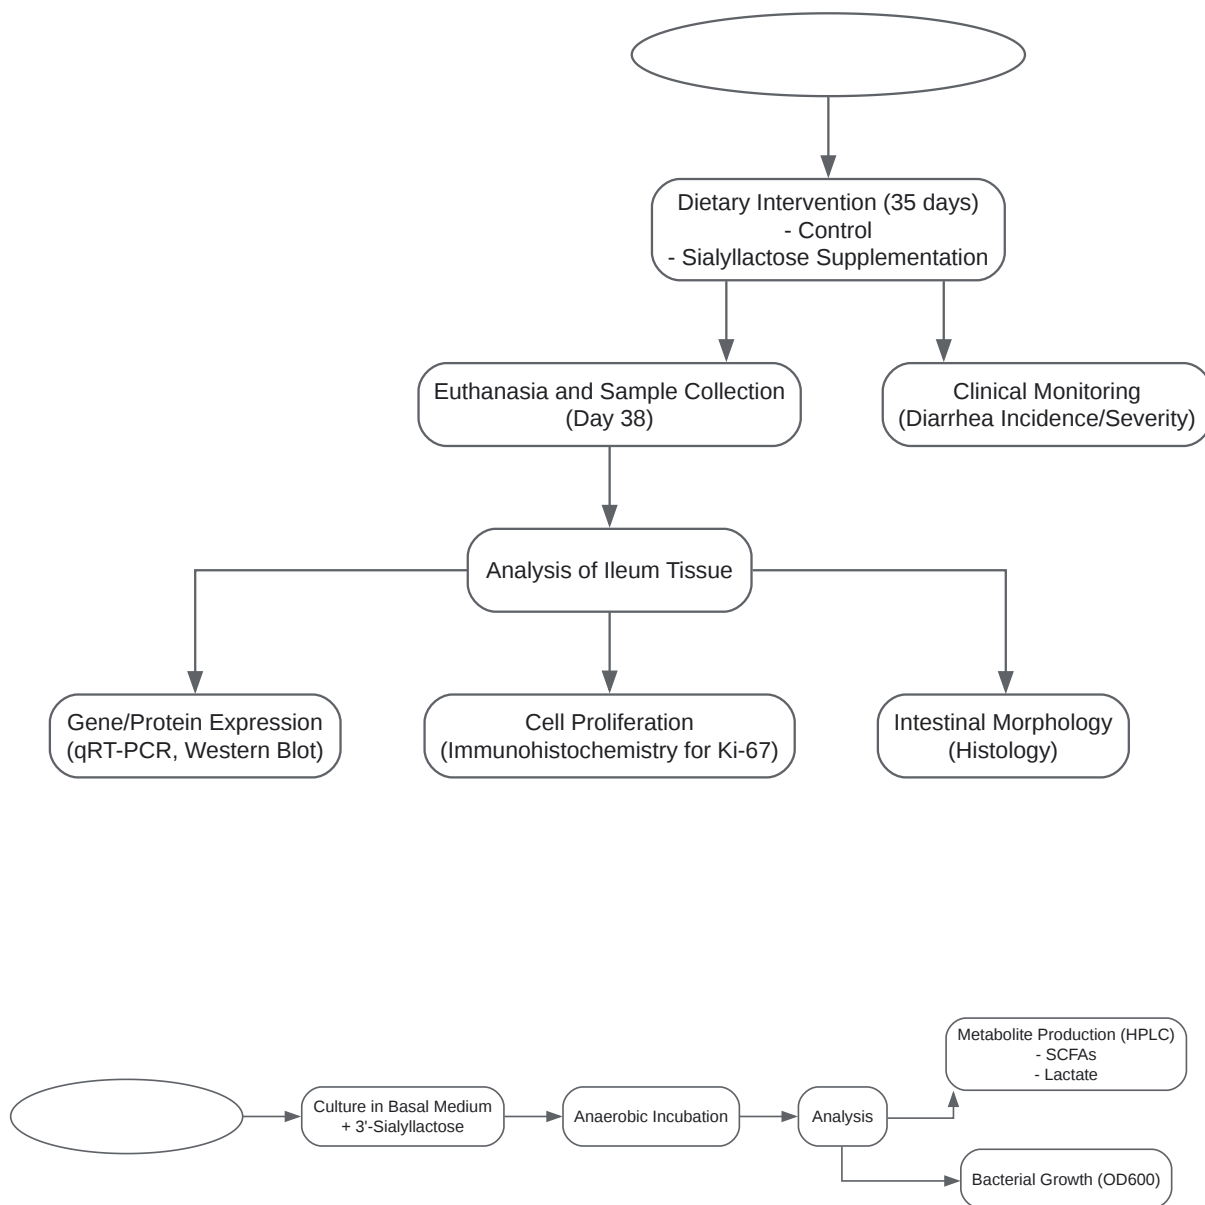 Dietary Intervention (35 days)
- Control
- Sialyllactose Supplementation
Euthanasia and Sample Collection
(Day 38)
Clinical Monitoring
(Diarrhea Incidence/Severity)
Analysis of Ileum Tissue
Gene/Protein Expression
(qRT-PCR, Western Blot)
Cell Proliferation
(Immunohistochemistry for Ki-67)
Intestinal Morphology
(Histology)
Culture in Basal Medium
+ 3'-Sialyllactose
Anaerobic Incubation
Analysis
Metabolite Production (HPLC)
- SCFAs
- Lactate
Bacterial Growth (OD600)